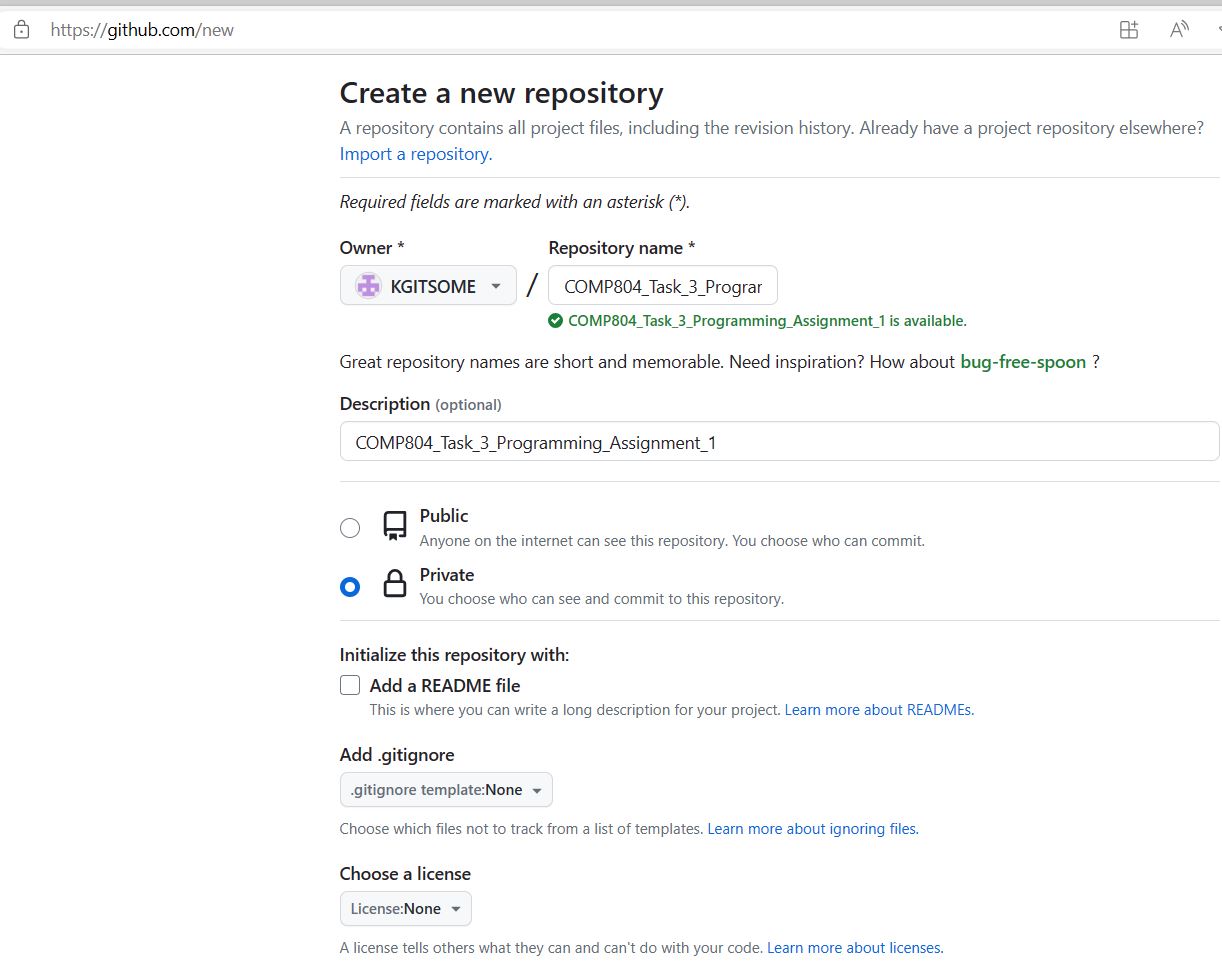 https://github.com/new
Create a new repository
A repository contains all project files, including the revision history. Already have a project repository elsewhere?
Import a repository.
Required fields are marked with an asterisk (*).
Owner * Repository name *
KGITSOME / COMP804_Task_3_Prograr
COMP804_Task_3_Programming_Assignment_1 is available.
Great repository names are short and memorable. Need inspiration? How about bug-free-spoon ?
Description (optional)
COMP804_Task_3_Programming_Assignment_1
Public
Anyone on the internet can see this repository. You choose who can commit.
Private
You choose who can see and commit to this repository.
Initialize this repository with:
Add a README file
This is where you can write a long description for your project. Learn more about READMEs.
Add .gitignore
.gitignore template:None
Choose which files not to track from a list of templates. Learn more about ignoring files.
Choose a license
License:None
A license tells others what they can and can't do with your code. Learn more about licenses.